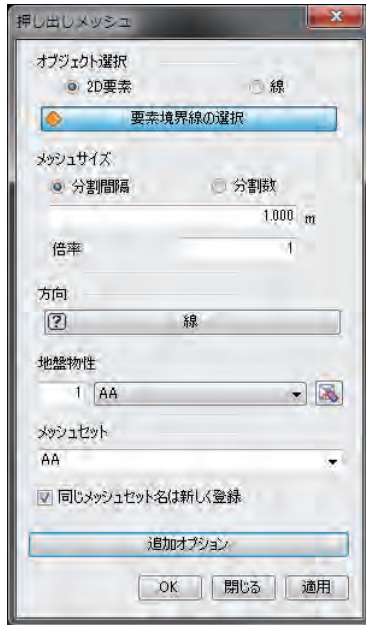 押し出しメッシュ
オブジェクト選択
2D要素 線
要素境界線の選択
メッシュサイズ
分割間隔 分割数
1.000 m
倍率 1
方向
? 線
地盤物性
1 AA
メッシュセット
AA
同じメッシュセット名は新しく登録
追加オプション
OK 閉じる 適用